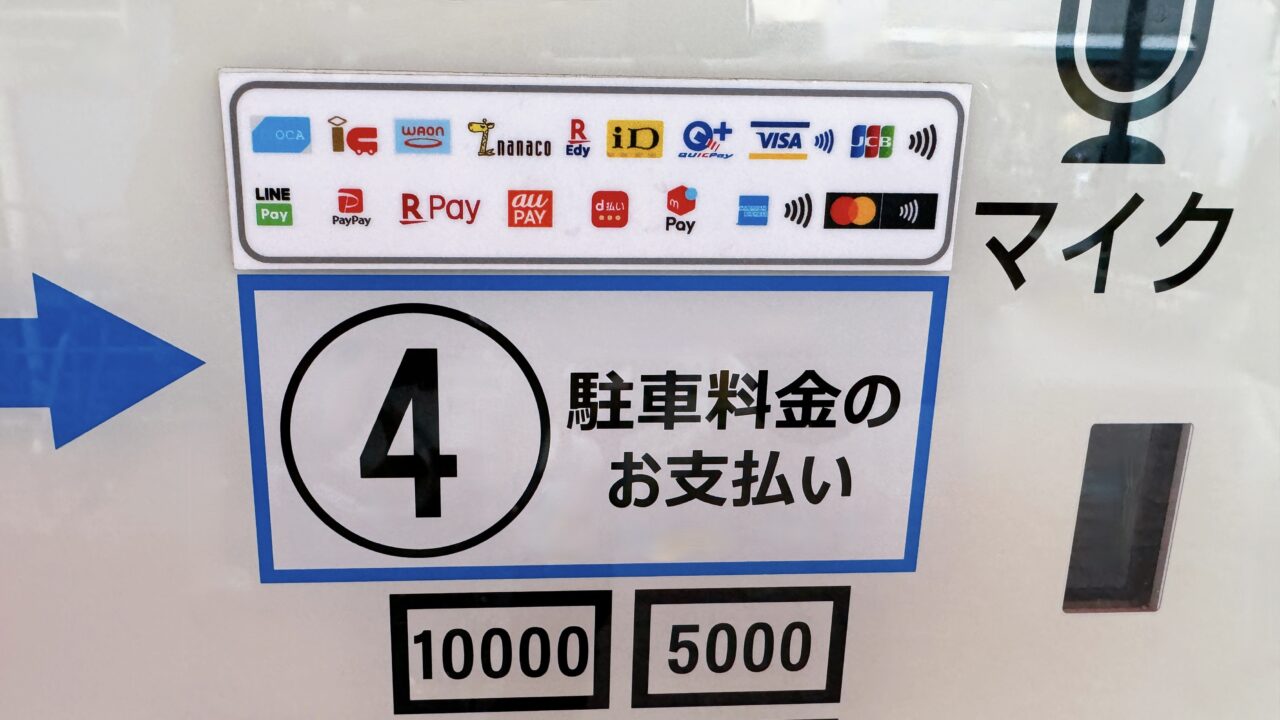 OCA WAON nanaco R Edy iD Q+ QUICPay VISA JCB
LINE Pay PayPay R Pay au PAY d払い m Pay
マイク
4
駐車料金の
お支払い
10000 5000